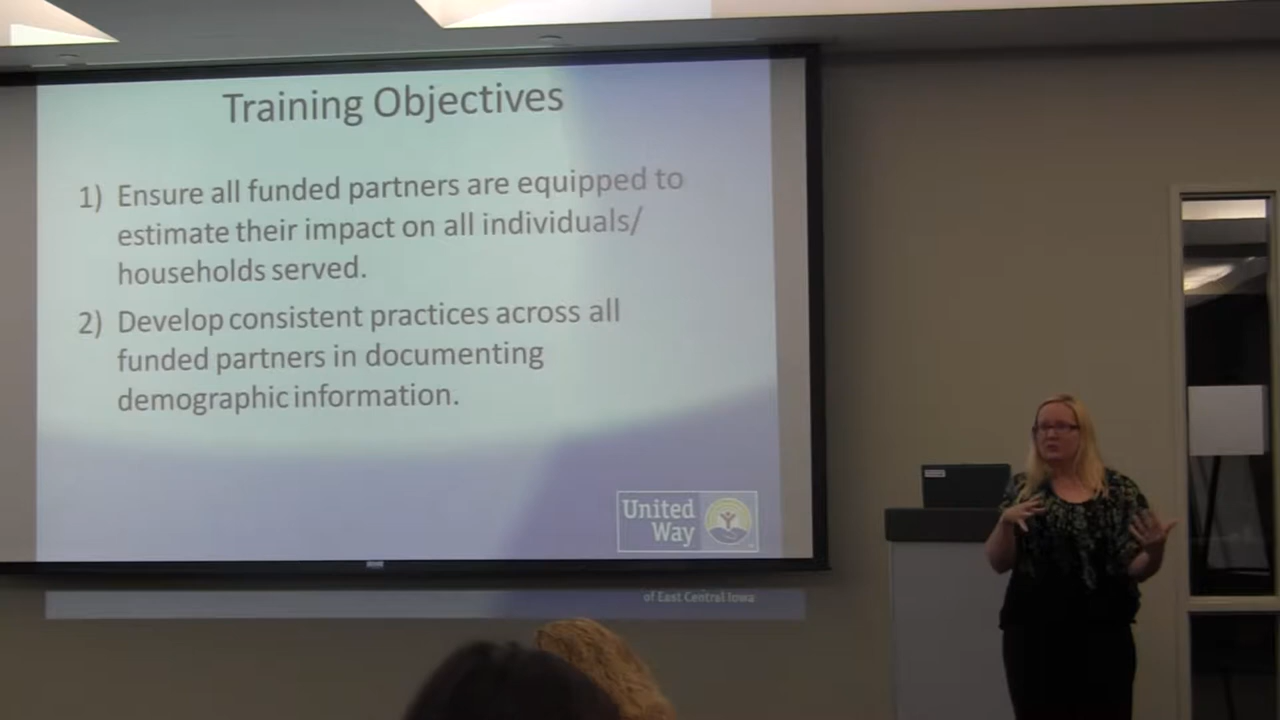 Training Objectives
1) Ensure all funded partners are equipped to
estimate their impact on all individuals/
households served.
2) Develop consistent practices across all
funded partners in documenting
demographic information.
United
Way
of East Central Iowa